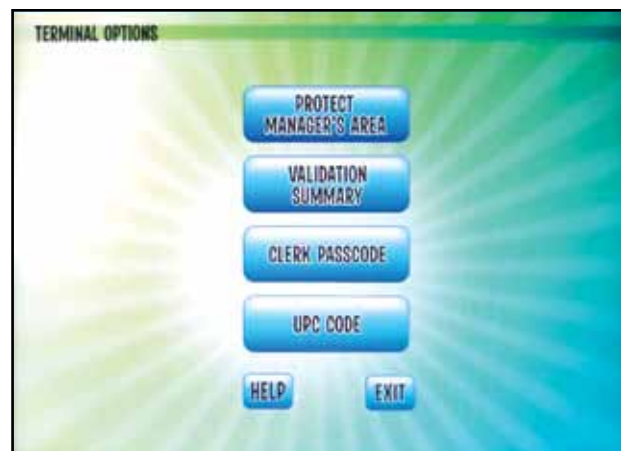 TERMINAL OPTIONS
PROTECT
MANAGER'S AREA
VALIDATION
SUMMARY
CLERK PASSCODE
UPC CODE
HELP
EXIT